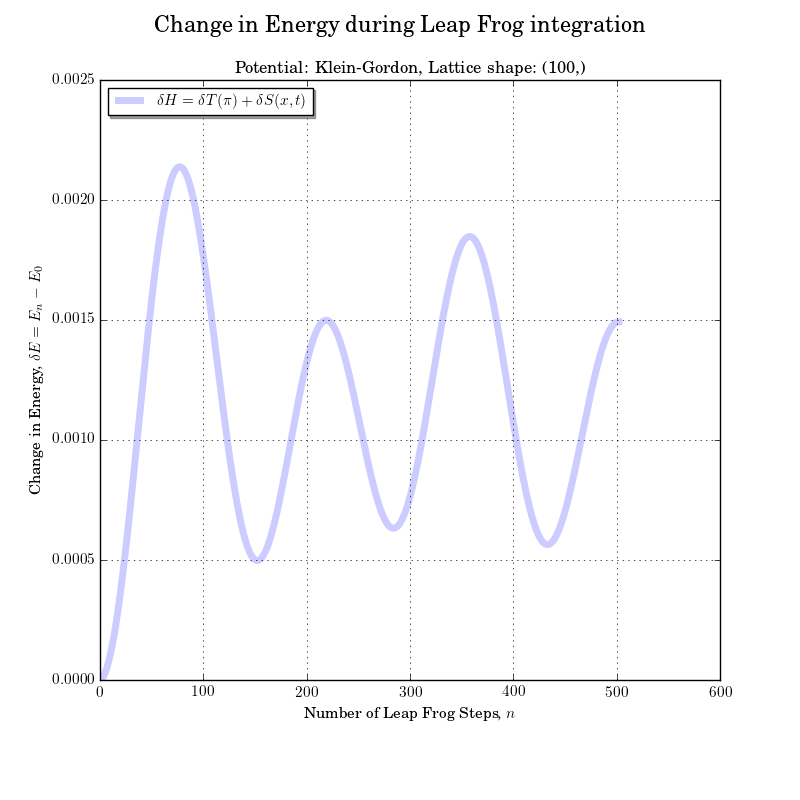 Change in Energy during Leap Frog integration
Potential: Klein-Gordon, Lattice shape: (100,)
δH = δT(π) + δS(x, t)
Change in Energy, δE = Eₙ − E₀
0.0025
0.0020
0.0015
0.0010
0.0005
0.0000
0 100 200 300 400 500 600
Number of Leap Frog Steps, n